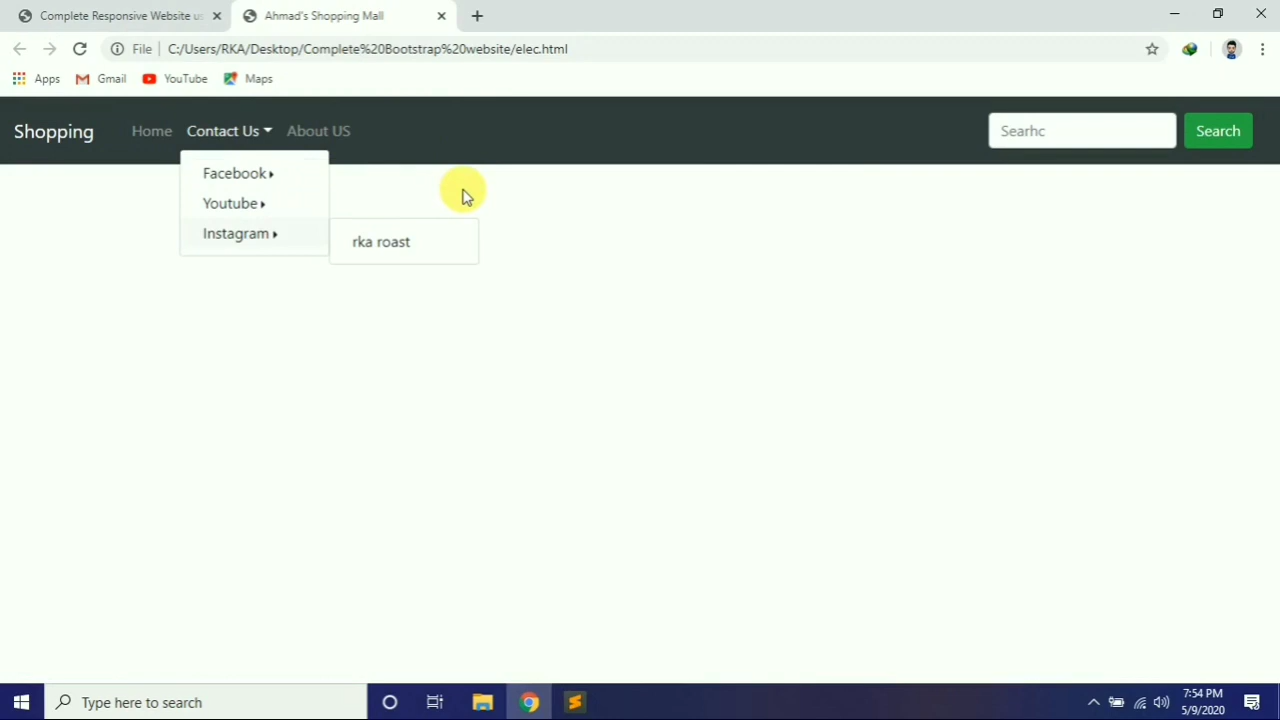 Complete Responsive Website us
Ahmad's Shopping Mall
File
C:/Users/RKA/Desktop/Complete%20Bootstrap%20website/elec.html
Apps
Gmail
YouTube
Maps
Shopping
Home
Contact Us
About US
Searhc
Search
Facebook
Youtube
Instagram
rka roast
Type here to search
7:54 PM
5/9/2020